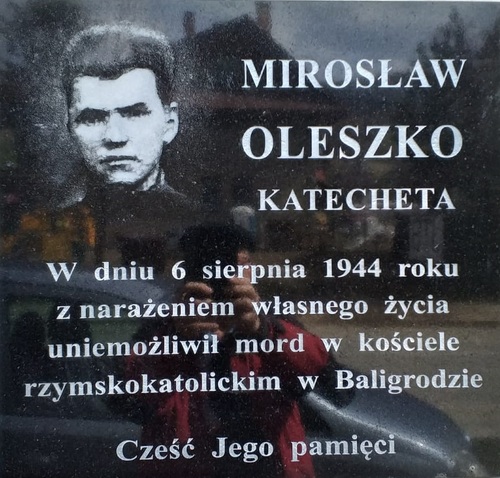 MIROSŁAW
OLESZKO
KATECHETA
W dniu 6 sierpnia 1944 roku
z narażeniem własnego życia
uniemożliwił mord w kościele
rzymskokatolickim w Baligrodzie
Cześć Jego pamięci